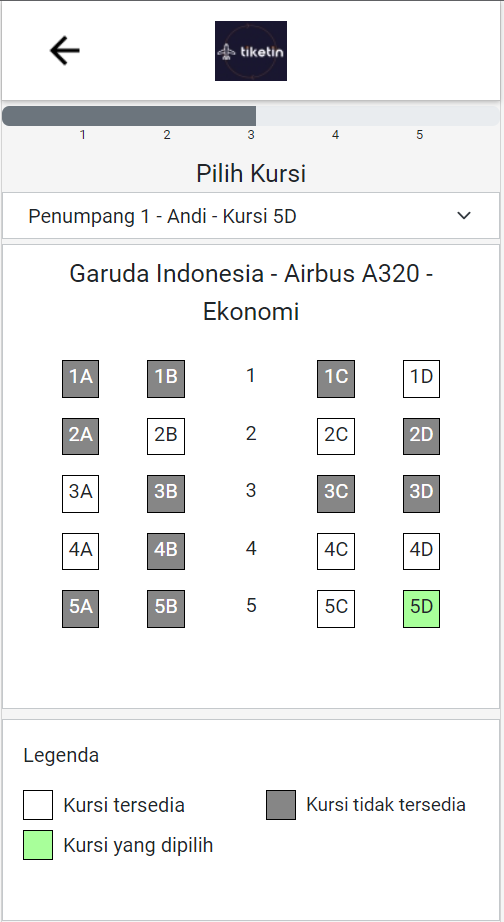 tiketin
1 2 3 4 5
Pilih Kursi
Penumpang 1 - Andi - Kursi 5D
Garuda Indonesia - Airbus A320 -
Ekonomi
1A 1B 1 1C 1D
2A 2B 2 2C 2D
3A 3B 3 3C 3D
4A 4B 4 4C 4D
5A 5B 5 5C 5D
Legenda
Kursi tersedia Kursi tidak tersedia
Kursi yang dipilih